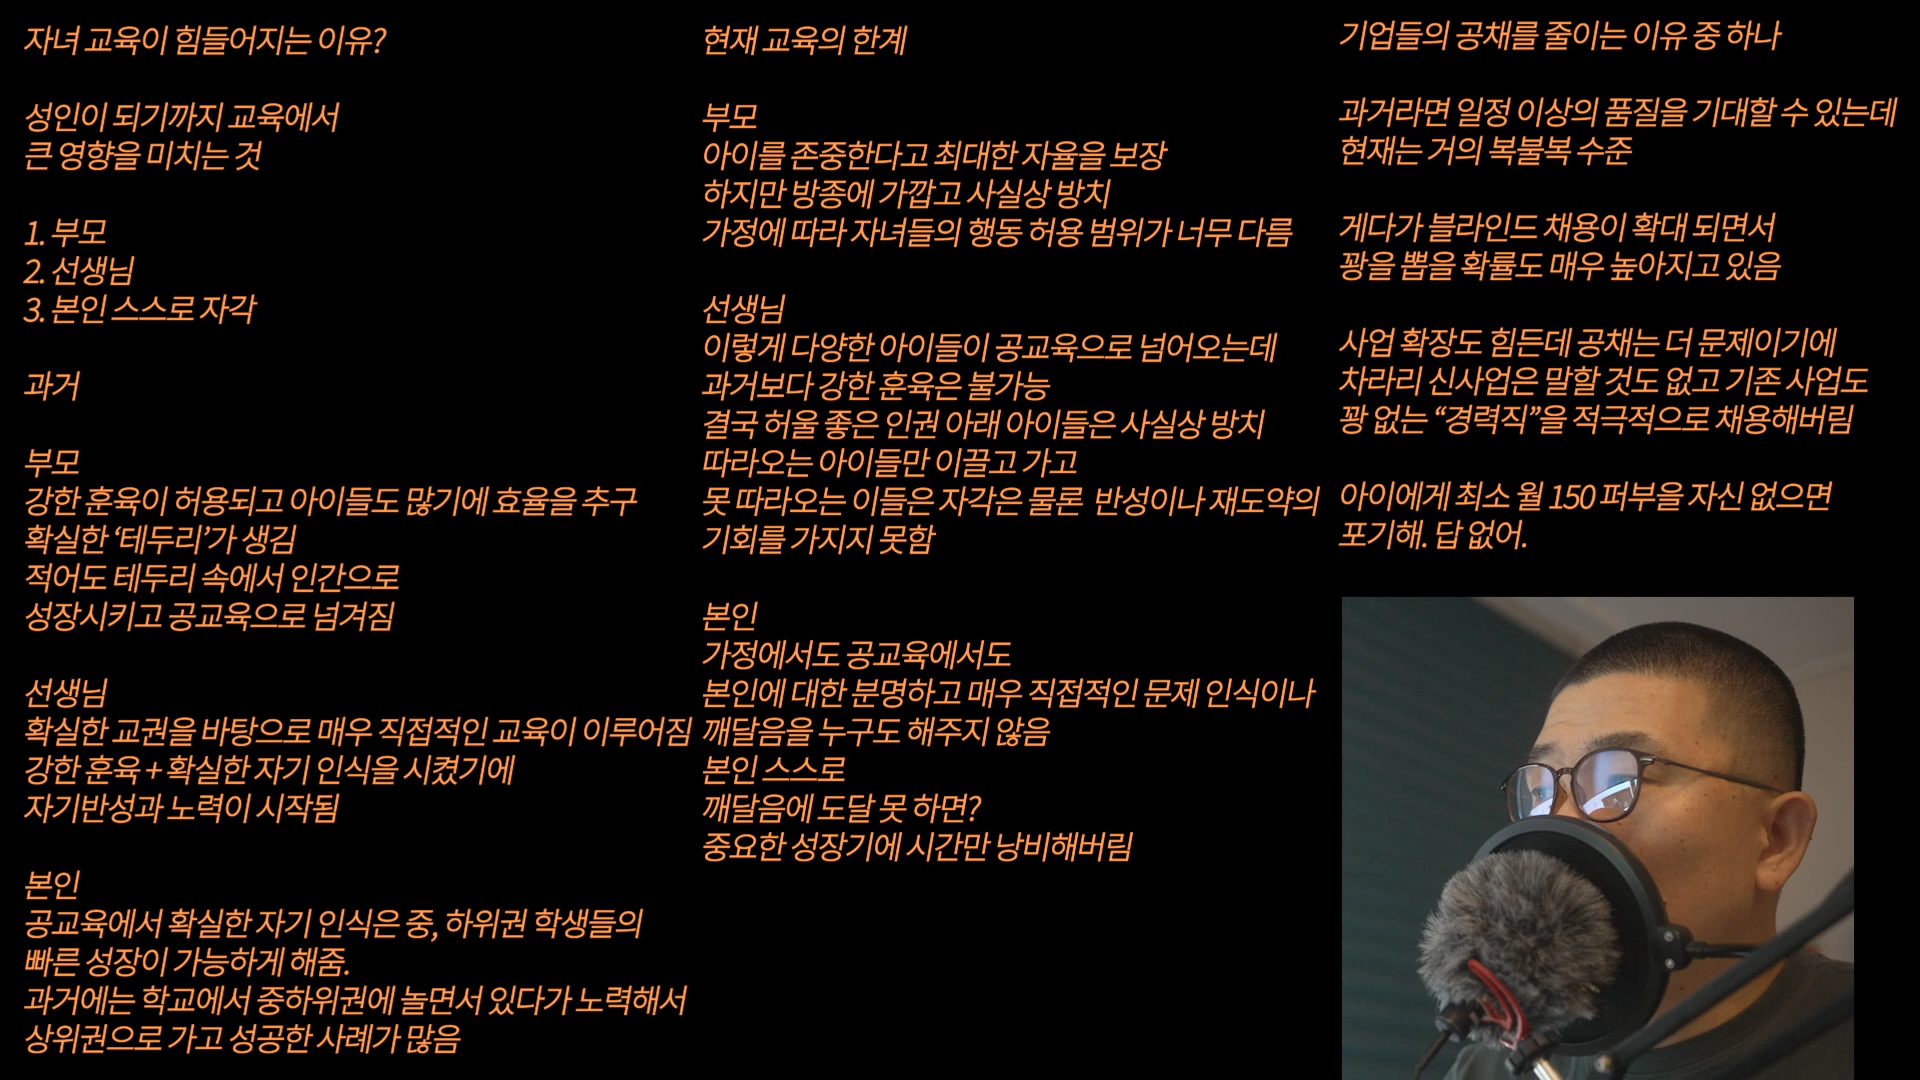 자녀 교육이 힘들어지는 이유?
성인이 되기까지 교육에서
큰 영향을 미치는 것
1. 부모
2. 선생님
3. 본인 스스로 자각
과거
부모
강한 훈육이 허용되고 아이들도 많기에 효율을 추구
확실한 ‘테두리’가 생김
적어도 테두리 속에서 인간으로
성장시키고 공교육으로 넘겨짐
선생님
확실한 교권을 바탕으로 매우 직접적인 교육이 이루어짐
강한 훈육 + 확실한 자기 인식을 시켰기에
자기반성과 노력이 시작됨
본인
공교육에서 확실한 자기 인식은 중, 하위권 학생들의
빠른 성장이 가능하게 해줌.
과거에는 학교에서 중하위권에 놀면서 있다가 노력해서
상위권으로 가고 성공한 사례가 많음
현재 교육의 한계
부모
아이를 존중한다고 최대한 자율을 보장
하지만 방종에 가깝고 사실상 방치
가정에 따라 자녀들의 행동 허용 범위가 너무 다름
선생님
이렇게 다양한 아이들이 공교육으로 넘어오는데
과거보다 강한 훈육은 불가능
결국 허울 좋은 인권 아래 아이들은 사실상 방치
따라오는 아이들만 이끌고 가고
못 따라오는 이들은 자각은 물론 반성이나 재도약의
기회를 가지지 못함
본인
가정에서도 공교육에서도
본인에 대한 분명하고 매우 직접적인 문제 인식이나
깨달음을 누구도 해주지 않음
본인 스스로
깨달음에 도달 못 하면?
중요한 성장기에 시간만 낭비해버림
기업들의 공채를 줄이는 이유 중 하나
과거라면 일정 이상의 품질을 기대할 수 있는데
현재는 거의 복불복 수준
게다가 블라인드 채용이 확대 되면서
꽝을 뽑을 확률도 매우 높아지고 있음
사업 확장도 힘든데 공채는 더 문제이기에
차라리 신사업은 말할 것도 없고 기존 사업도
꽝 없는 “경력직”을 적극적으로 채용해버림
아이에게 최소 월 150 퍼부을 자신 없으면
포기해. 답 없어.